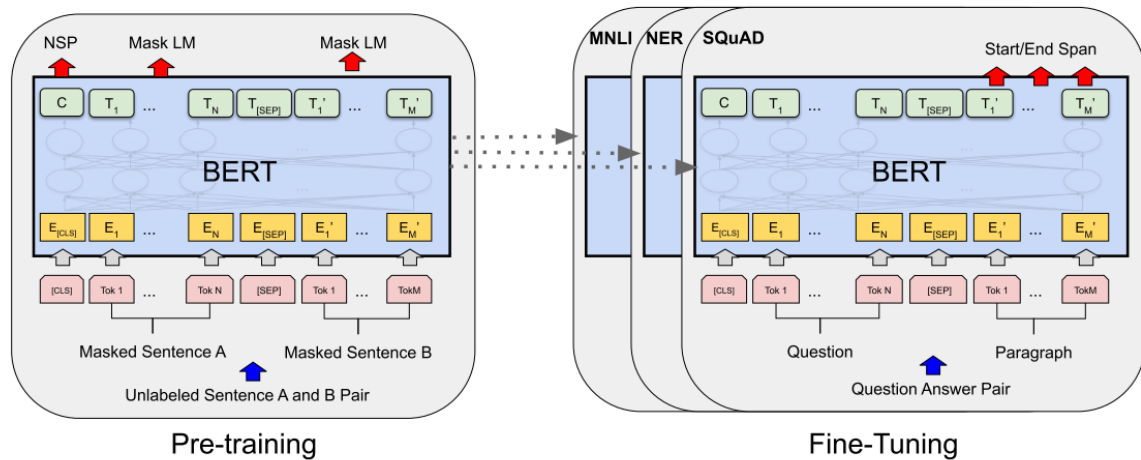 NSP Mask LM Mask LM
C T1 ... TN T[SEP] T1' ... TM'
...
BERT
...
E[CLS] E1 ... EN E[SEP] E1' ... EM'
[CLS] Tok 1 ... Tok N [SEP] Tok 1 ... TokM
Masked Sentence A Masked Sentence B
Unlabeled Sentence A and B Pair
Pre-training
MNLI NER SQuAD
Start/End Span
C T1 ... TN T[SEP] T1' ... TM'
...
BERT
...
E[CLS] E1 ... EN E[SEP] E1' ... EM'
[CLS] Tok 1 ... Tok N [SEP] Tok 1 ... TokM
Question Paragraph
Question Answer Pair
Fine-Tuning